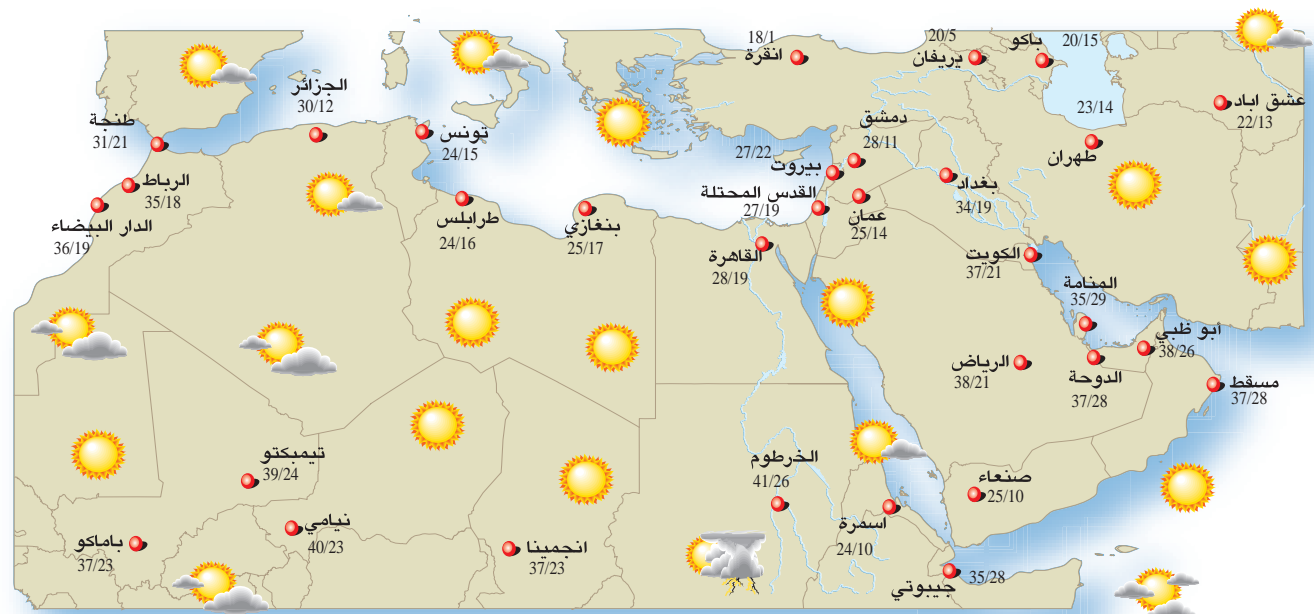 18/1
انقرة
20/5
يريفان
باكو
20/15
عشق اباد
22/13
23/14
طهران
الجزائر
30/12
طنجة
31/21
تونس
24/15
دمشق
28/11
27/22
بيروت
بغداد
34/19
الرباط
35/18
القدس المحتلة
27/19
عمان
25/14
الدار البيضاء
36/19
طرابلس
24/16
بنغازي
25/17
القاهرة
28/19
الكويت
37/21
المنامة
35/29
أبو ظبي
38/26
الرياض
38/21
الدوحة
37/28
مسقط
37/28
تيمبكتو
39/24
الخرطوم
41/26
صنعاء
25/10
اسمرة
24/10
نيامي
40/23
باماكو
37/23
انجمينا
37/23
35/28
جيبوتي